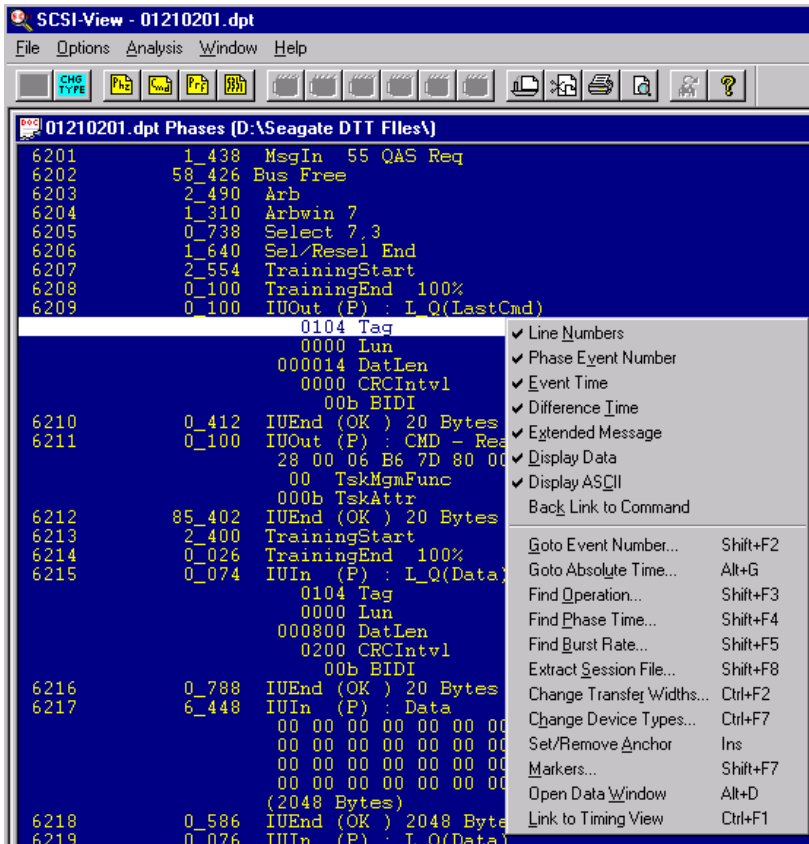 SCSI-View - 01210201.dpt
File Options Analysis Window Help
CHG TYPE Phz Cmd Prf
DOC 01210201.dpt Phases (D:\Seagate DTT FIles\)
6201 1_438 MsgIn 55 QAS Req
6202 58_426 Bus Free
6203 2_490 Arb
6204 1_310 Arbwin 7
6205 0_738 Select 7,3
6206 1_640 Sel/Resel End
6207 2_554 TrainingStart
6208 0_100 TrainingEnd 100%
6209 0_100 IUOut (P) : L_Q(LastCmd)
0104 Tag
0000 Lun
000014 DatLen
0000 CRCIntvl
00b BIDI
6210 0_412 IUEnd (OK ) 20 Bytes
6211 0_100 IUOut (P) : CMD - Rea
28 00 06 B6 7D 80 00
00 TskMgmFunc
000b TskAttr
6212 85_402 IUEnd (OK ) 20 Bytes
6213 2_400 TrainingStart
6214 0_026 TrainingEnd 100%
6215 0_074 IUIn (P) : L_Q(Data)
0104 Tag
0000 Lun
000800 DatLen
0200 CRCIntvl
00b BIDI
6216 0_788 IUEnd (OK ) 20 Bytes
6217 6_448 IUIn (P) : Data
00 00 00 00 00 00 00
00 00 00 00 00 00 00
00 00 00 00 00 00 00
00 00 00 00 00 00 00
(2048 Bytes)
6218 0_586 IUEnd (OK ) 2048 Byte
6219 0_076 IUIn (P) : L_Q(Data)
Line Numbers
Phase Event Number
Event Time
Difference Time
Extended Message
Display Data
Display ASCII
Back Link to Command
Goto Event Number... Shift+F2
Goto Absolute Time... Alt+G
Find Operation... Shift+F3
Find Phase Time... Shift+F4
Find Burst Rate... Shift+F5
Extract Session File... Shift+F8
Change Transfer Widths... Ctrl+F2
Change Device Types... Ctrl+F7
Set/Remove Anchor Ins
Markers... Shift+F7
Open Data Window Alt+D
Link to Timing View Ctrl+F1